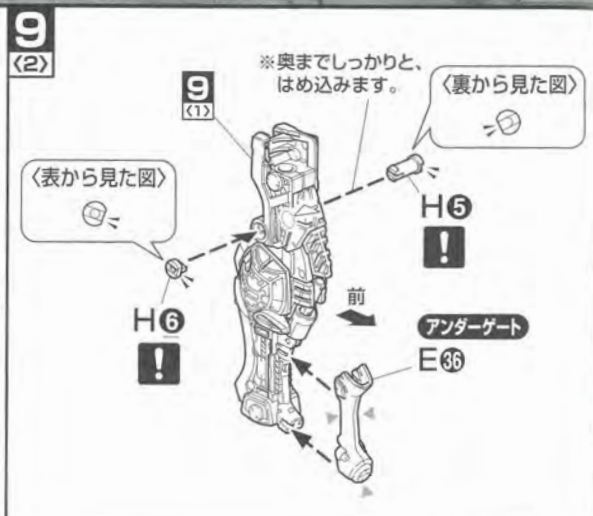 9
〈2〉
※奥までしっかりと、
はめ込みます。
9
〈1〉
〈裏から見た図〉
〈表から見た図〉
H❺
!
H❻
!
前
アンダーゲート
E㊱